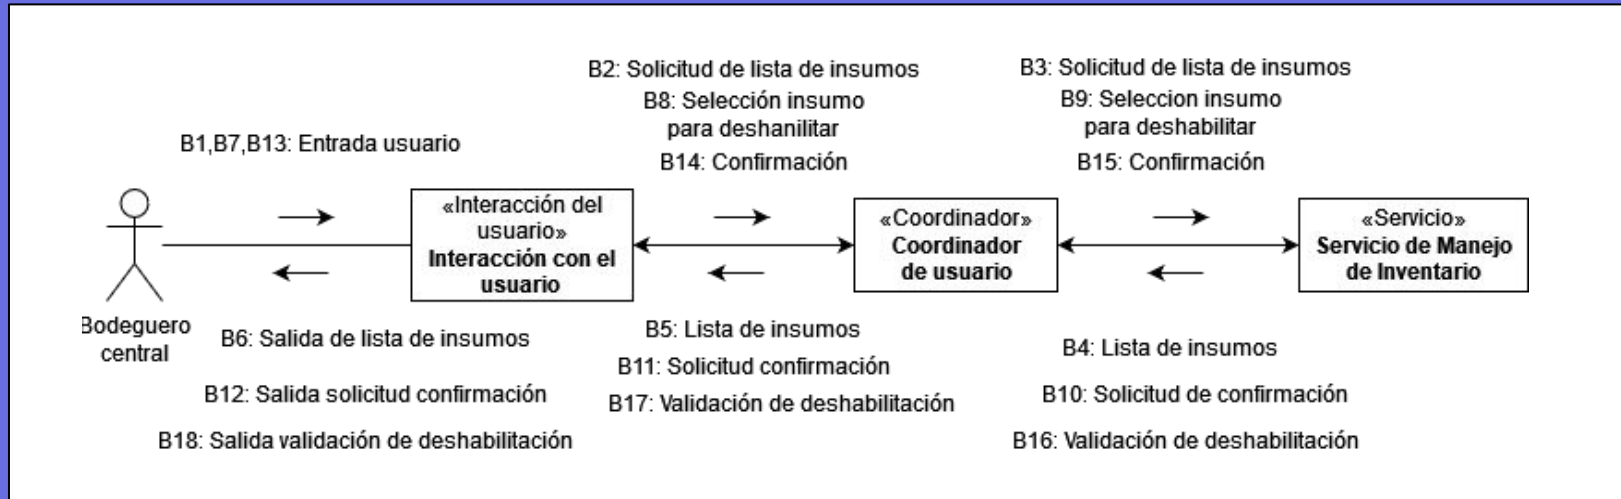 B2: Solicitud de lista de insumos
B8: Selección insumo
para deshanilitar
B14: Confirmación
B3: Solicitud de lista de insumos
B9: Seleccion insumo
para deshabilitar
B15: Confirmación
B1,B7,B13: Entrada usuario
«Interacción del
usuario»
Interacción con el
usuario
«Coordinador»
Coordinador
de usuario
«Servicio»
Servicio de Manejo
de Inventario
Bodeguero
central
B6: Salida de lista de insumos
B12: Salida solicitud confirmación
B18: Salida validación de deshabilitación
B5: Lista de insumos
B11: Solicitud confirmación
B17: Validación de deshabilitación
B4: Lista de insumos
B10: Solicitud de confirmación
B16: Validación de deshabilitación